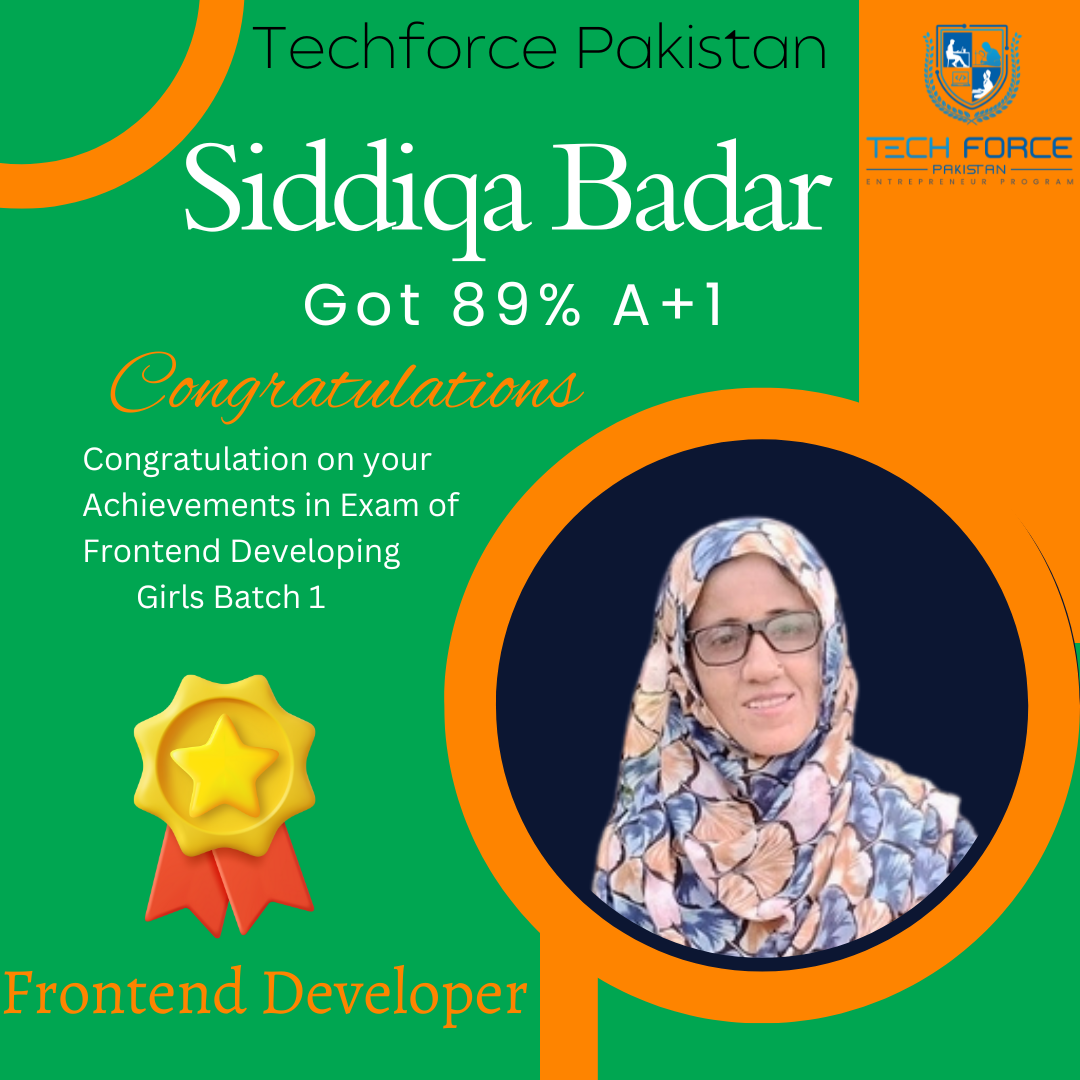 Techforce Pakistan
TECH FORCE
PAKISTAN
ENTREPRENEUR PROGRAM
Siddiqa Badar
Got 89% A+1
Congratulations
Congratulation on your
Achievements in Exam of
Frontend Developing
Girls Batch 1
Frontend Developer